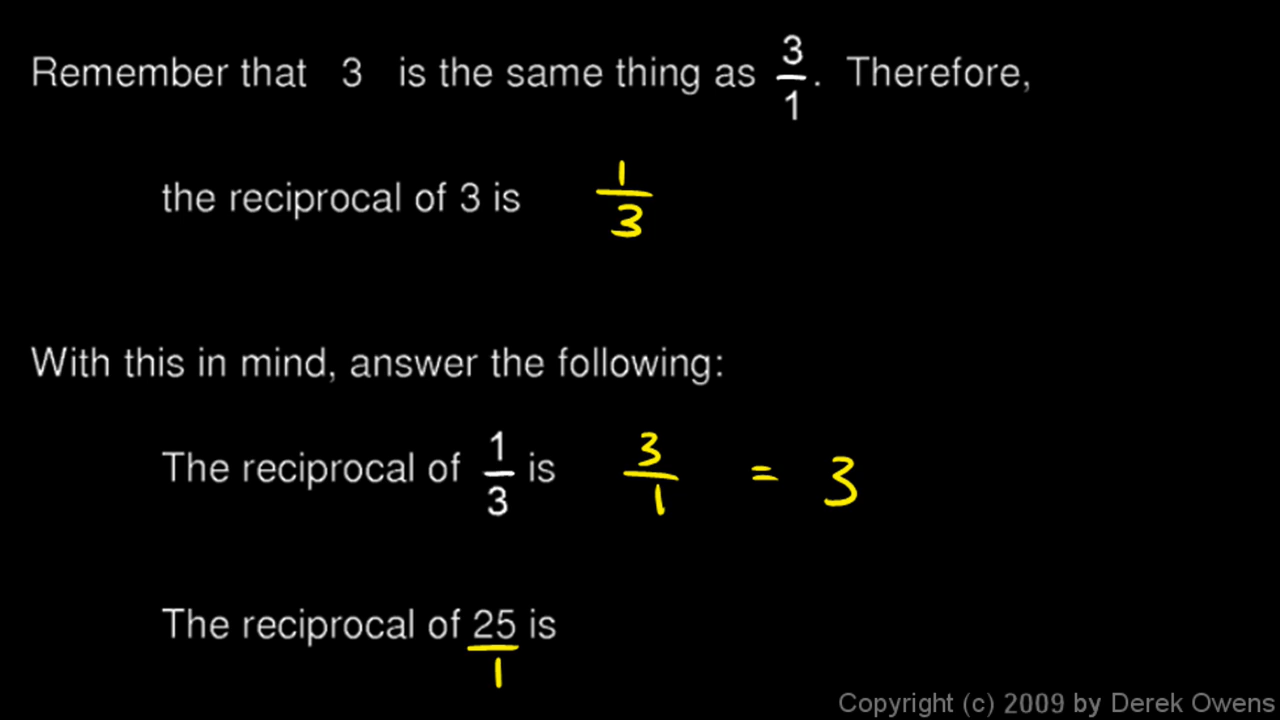 Remember that 3 is the same thing as 3/1. Therefore,
the reciprocal of 3 is 1/3
With this in mind, answer the following:
The reciprocal of 1/3 is 3/1 = 3
The reciprocal of 25/1 is
Copyright (c) 2009 by Derek Owens